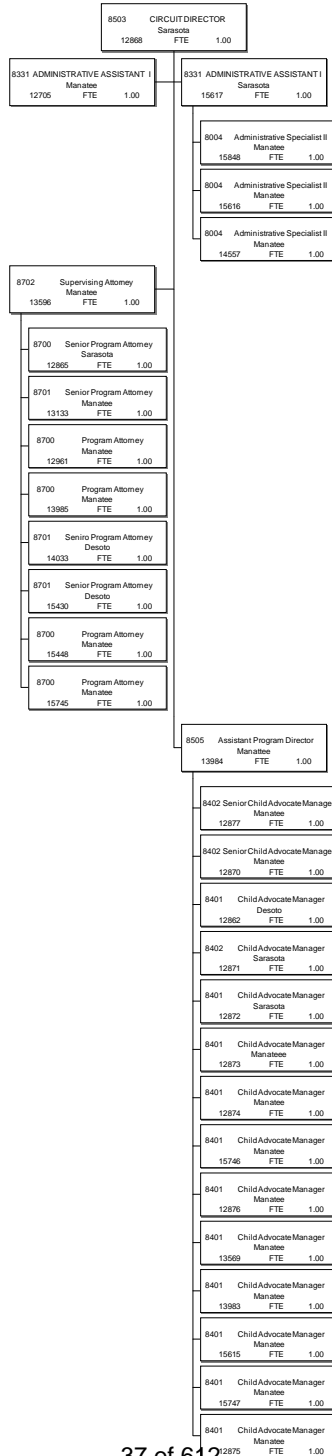 8503 CIRCUIT DIRECTOR
Sarasota
12868 FTE 1.00
8331 ADMINISTRATIVE ASSISTANT I
Manatee
12705 FTE 1.00
8331 ADMINISTRATIVE ASSISTANT I
Sarasota
15617 FTE 1.00
8004 Administrative Specialist II
Manatee
15848 FTE 1.00
8004 Administrative Specialist II
Manatee
15616 FTE 1.00
8004 Administrative Specialist II
Manatee
14557 FTE 1.00
8702 Supervising Attorney
Manatee
13596 FTE 1.00
8700 Senior Program Attorney
Sarasota
12865 FTE 1.00
8701 Senior Program Attorney
Manatee
13133 FTE 1.00
8700 Program Attorney
Manatee
12961 FTE 1.00
8700 Program Attorney
Manatee
13985 FTE 1.00
8701 Seniro Program Attorney
Desoto
14033 FTE 1.00
8701 Senior Program Attorney
Desoto
15430 FTE 1.00
8700 Program Attorney
Manatee
15448 FTE 1.00
8700 Program Attorney
Manatee
15745 FTE 1.00
8505 Assistant Program Director
Manattee
13984 FTE 1.00
8402 Senior Child Advocate Manage
Manatee
12877 FTE 1.00
8402 Senior Child Advocate Manage
Manatee
12870 FTE 1.00
8401 Child Advocate Manager
Desoto
12862 FTE 1.00
8402 Child Advocate Manager
Sarasota
12871 FTE 1.00
8401 Child Advocate Manager
Sarasota
12872 FTE 1.00
8401 Child Advocate Manager
Manateee
12873 FTE 1.00
8401 Child Advocate Manager
Manatee
12874 FTE 1.00
8401 Child Advocate Manager
Manatee
15746 FTE 1.00
8401 Child Advocate Manager
Manatee
12876 FTE 1.00
8401 Child Advocate Manager
Manatee
13569 FTE 1.00
8401 Child Advocate Manager
Manatee
13983 FTE 1.00
8401 Child Advocate Manager
Manatee
15615 FTE 1.00
8401 Child Advocate Manager
Manatee
15747 FTE 1.00
8401 Child Advocate Manager
Manatee
12875 FTE 1.00
37 of 612